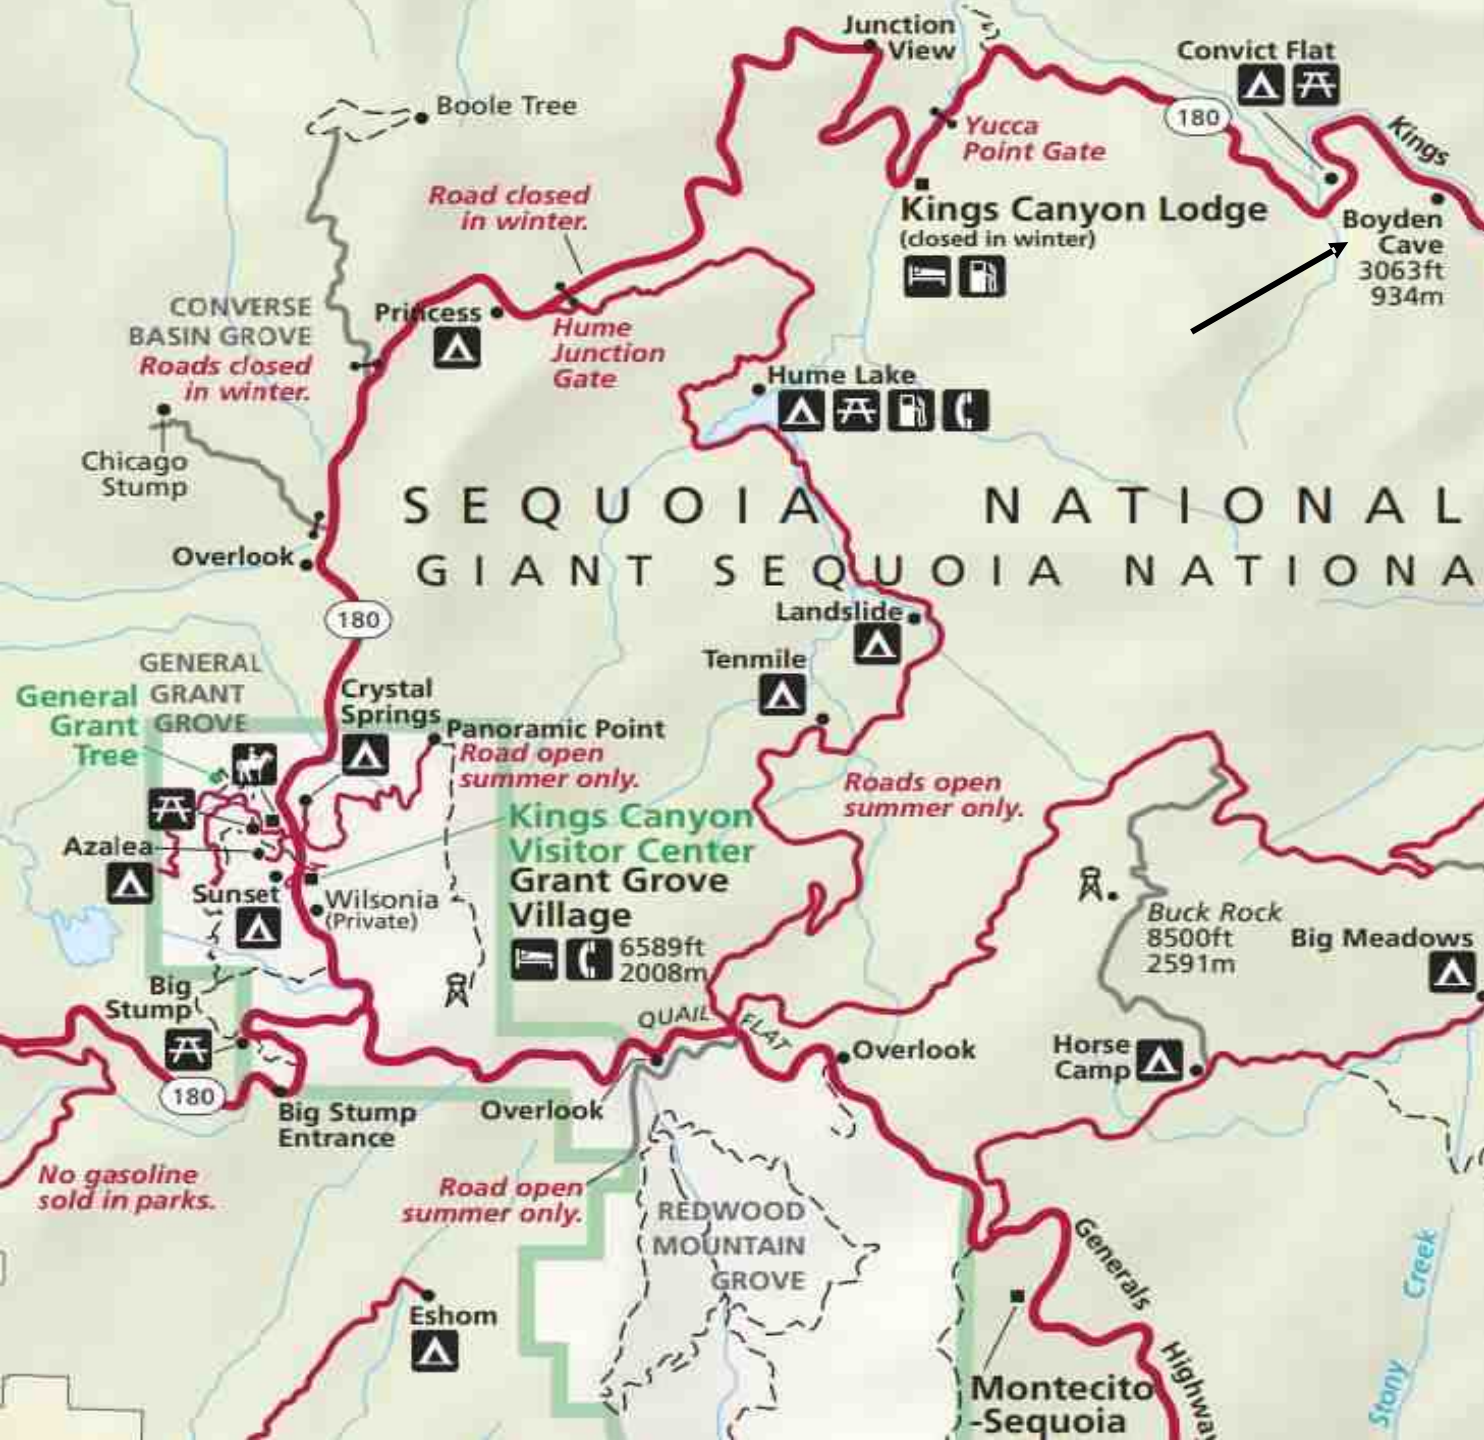 Junction
View
Convict Flat
Boole Tree
180
Kings
Yucca
Point Gate
Road closed
in winter.
Kings Canyon Lodge
(closed in winter)
Boyden
Cave
3063ft
934m
CONVERSE
BASIN GROVE
Roads closed
in winter.
Princess
Hume
Junction
Gate
Hume Lake
Chicago
Stump
SEQUOIA NATIONAL
GIANT SEQUOIA NATIONA
Overlook
180
Landslide
Tenmile
GENERAL
GRANT
GROVE
General
Grant
Tree
Crystal
Springs
Panoramic Point
Road open
summer only.
Roads open
summer only.
Kings Canyon
Visitor Center
Grant Grove
Village
6589ft
2008m
Azalea
Sunset
Wilsonia
(Private)
Buck Rock
8500ft
2591m
Big Meadows
Big
Stump
QUAIL FLAT
Overlook
Horse
Camp
180
Big Stump
Entrance
Overlook
No gasoline
sold in parks.
Road open
summer only.
REDWOOD
MOUNTAIN
GROVE
Generals
Highway
Eshom
Montecito
-Sequoia
Stony Creek